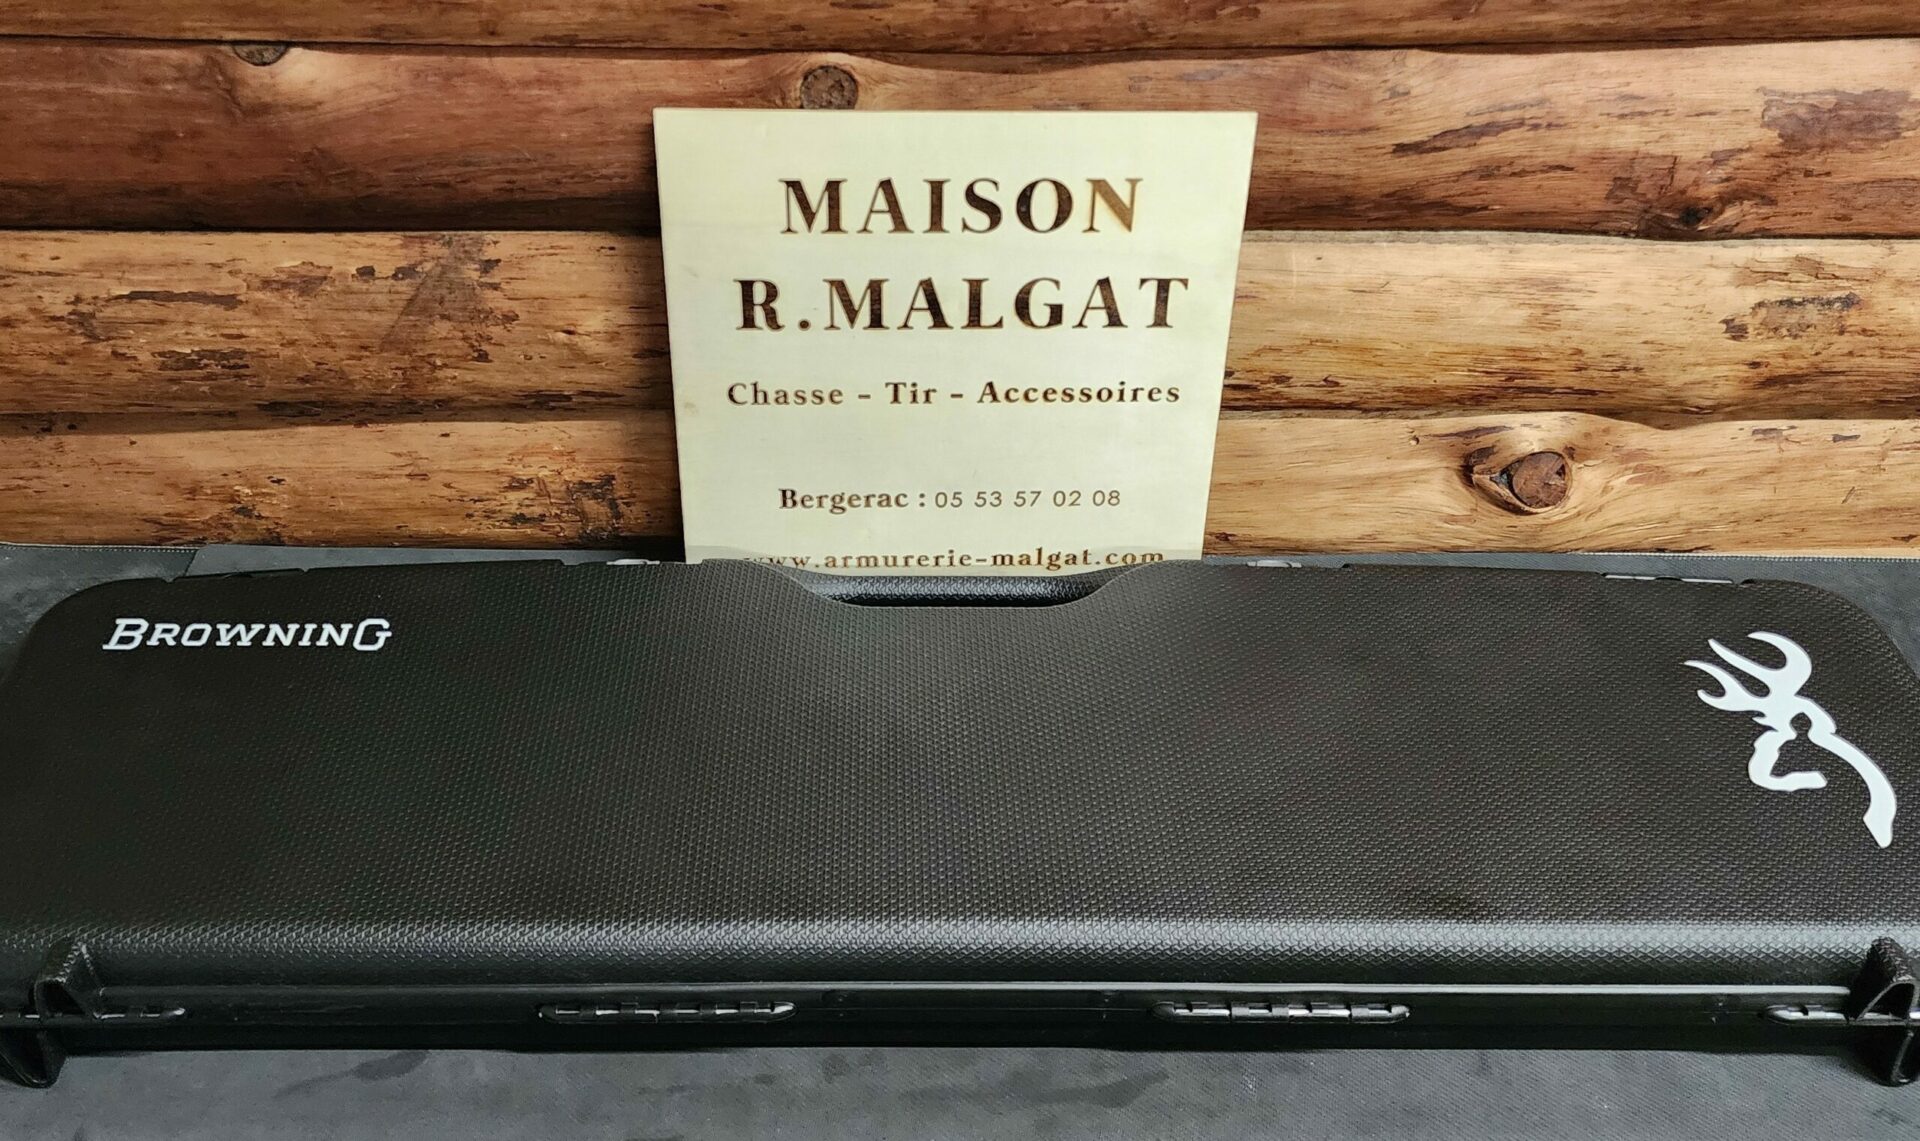 MAISON
R.MALGAT
Chasse - Tir - Accessoires
Bergerac : 05 53 57 02 08
www.armurerie-malgat.com
BROWNING